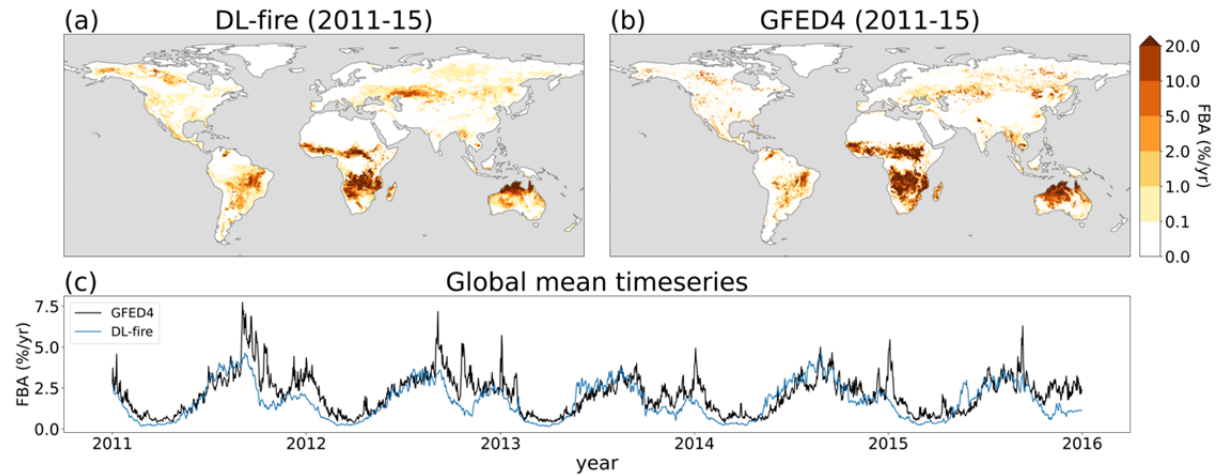 (a) DL-fire (2011-15)
(b) GFED4 (2011-15)
20.0
10.0
5.0
2.0
1.0
0.1
0.0
FBA (%/yr)
(c) Global mean timeseries
GFED4
DL-fire
7.5
5.0
2.5
0.0
FBA (%/yr)
2011 2012 2013 2014 2015 2016
year